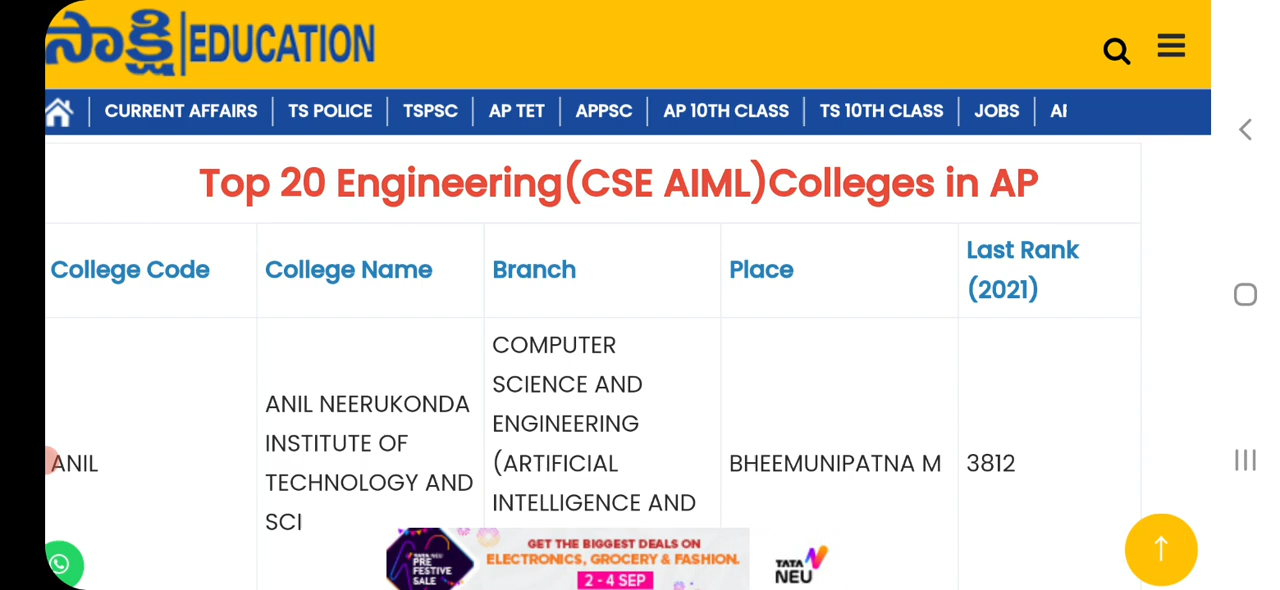 సాక్షి EDUCATION
CURRENT AFFAIRS TS POLICE TSPSC AP TET APPSC AP 10TH CLASS TS 10TH CLASS JOBS
Top 20 Engineering(CSE AIML)Colleges in AP
College Code
College Name
Branch
Place
Last Rank
(2021)
ANIL
ANIL NEERUKONDA
INSTITUTE OF
TECHNOLOGY AND
SCI
COMPUTER
SCIENCE AND
ENGINEERING
(ARTIFICIAL
INTELLIGENCE AND
BHEEMUNIPATNA M
3812
TATA NEU
PRE
FESTIVE
SALE
GET THE BIGGEST DEALS ON
ELECTRONICS, GROCERY & FASHION.
2 - 4 SEP
TATA
NEU